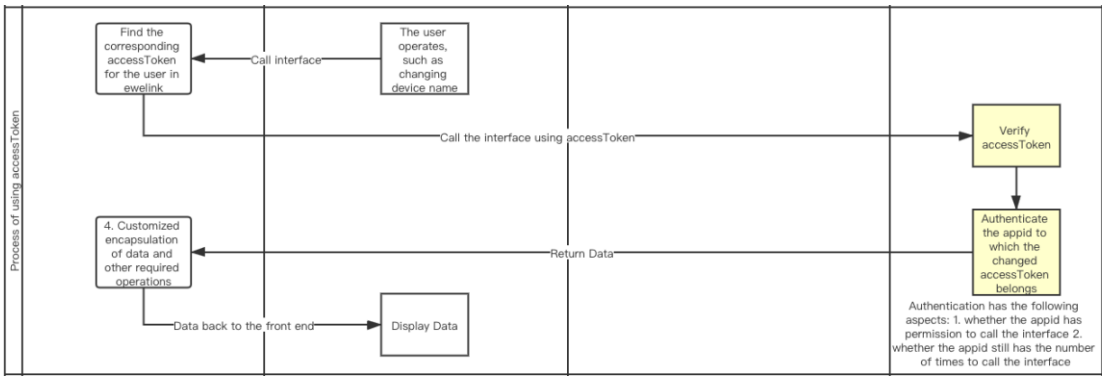 Process of using accessToken
Find the
corresponding
accessToken
for the user in
ewelink
Call interface
The user
operates,
such as
changing
device name
Call the interface using accessToken
Verify
accessToken
Authenticate
the appid to
which the
changed
accessToken
belongs
Return Data
4. Customized
encapsulation
of data and
other required
operations
Data back to the front end
Display Data
Authentication has the following
aspects: 1. whether the appid has
permission to call the interface 2.
whether the appid still has the number
of times to call the interface